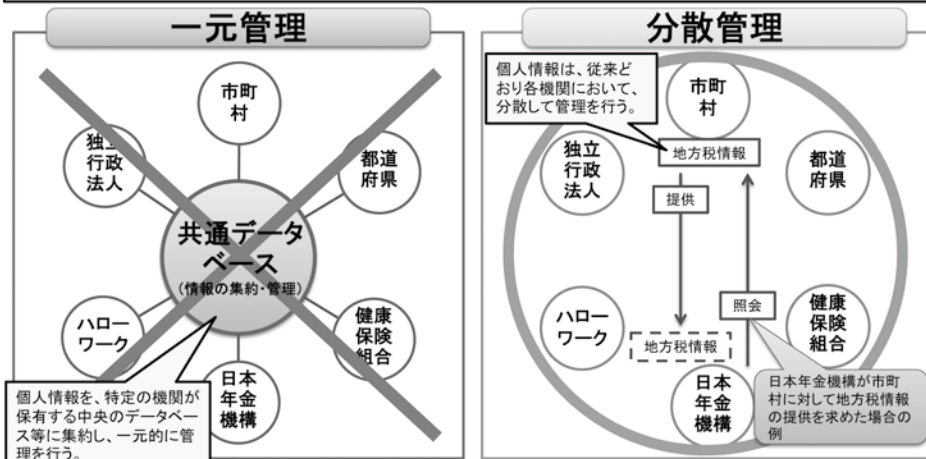 一元管理
市町
村
独立
行政
法人
都道
府県
共通データ
ベース
(情報の集約・管理)
ハロー
ワーク
健康
保険
組合
日本
年金
機構
個人情報を、特定の機関が
保有する中央のデータベー
ス等に集約し、一元的に管
理を行う。
分散管理
個人情報は、従来ど
おり各機関において、
分散して管理を行う。
市町
村
独立
行政
法人
地方税情報
都道
府県
提供
照会
ハロー
ワーク
健康
保険
組合
地方税情報
日本
年金
機構
日本年金機構が市町
村に対して地方税情報
の提供を求めた場合の
例